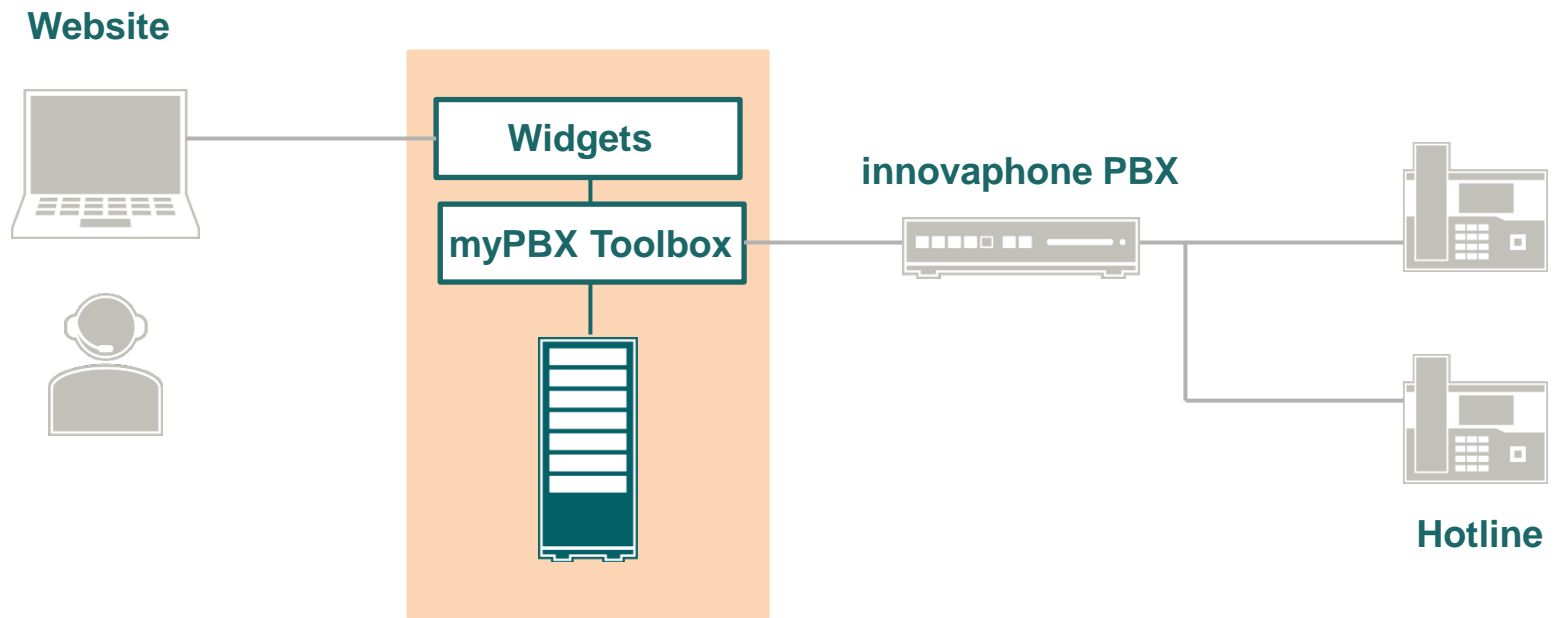 Website
Widgets
myPBX Toolbox
innovaphone PBX
Hotline